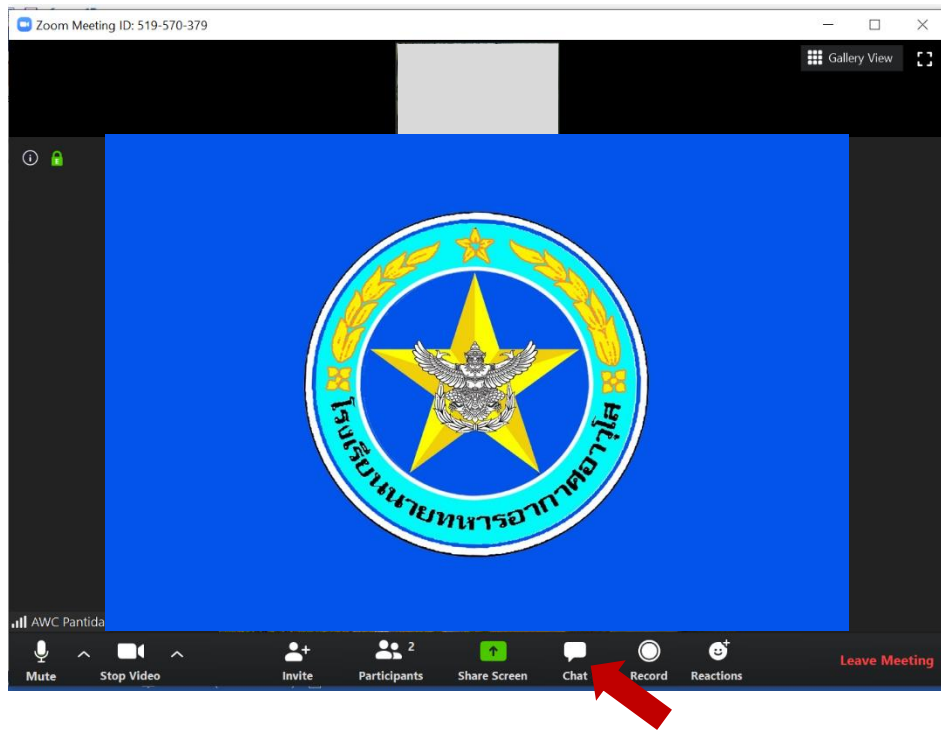 Zoom Meeting ID: 519-570-379
Gallery View
โรงเรียนนายทหารอากาศอาวุโส
AWC Pantida
2
Mute
Stop Video
Invite
Participants
Share Screen
Chat
Record
Reactions
Leave Meeting